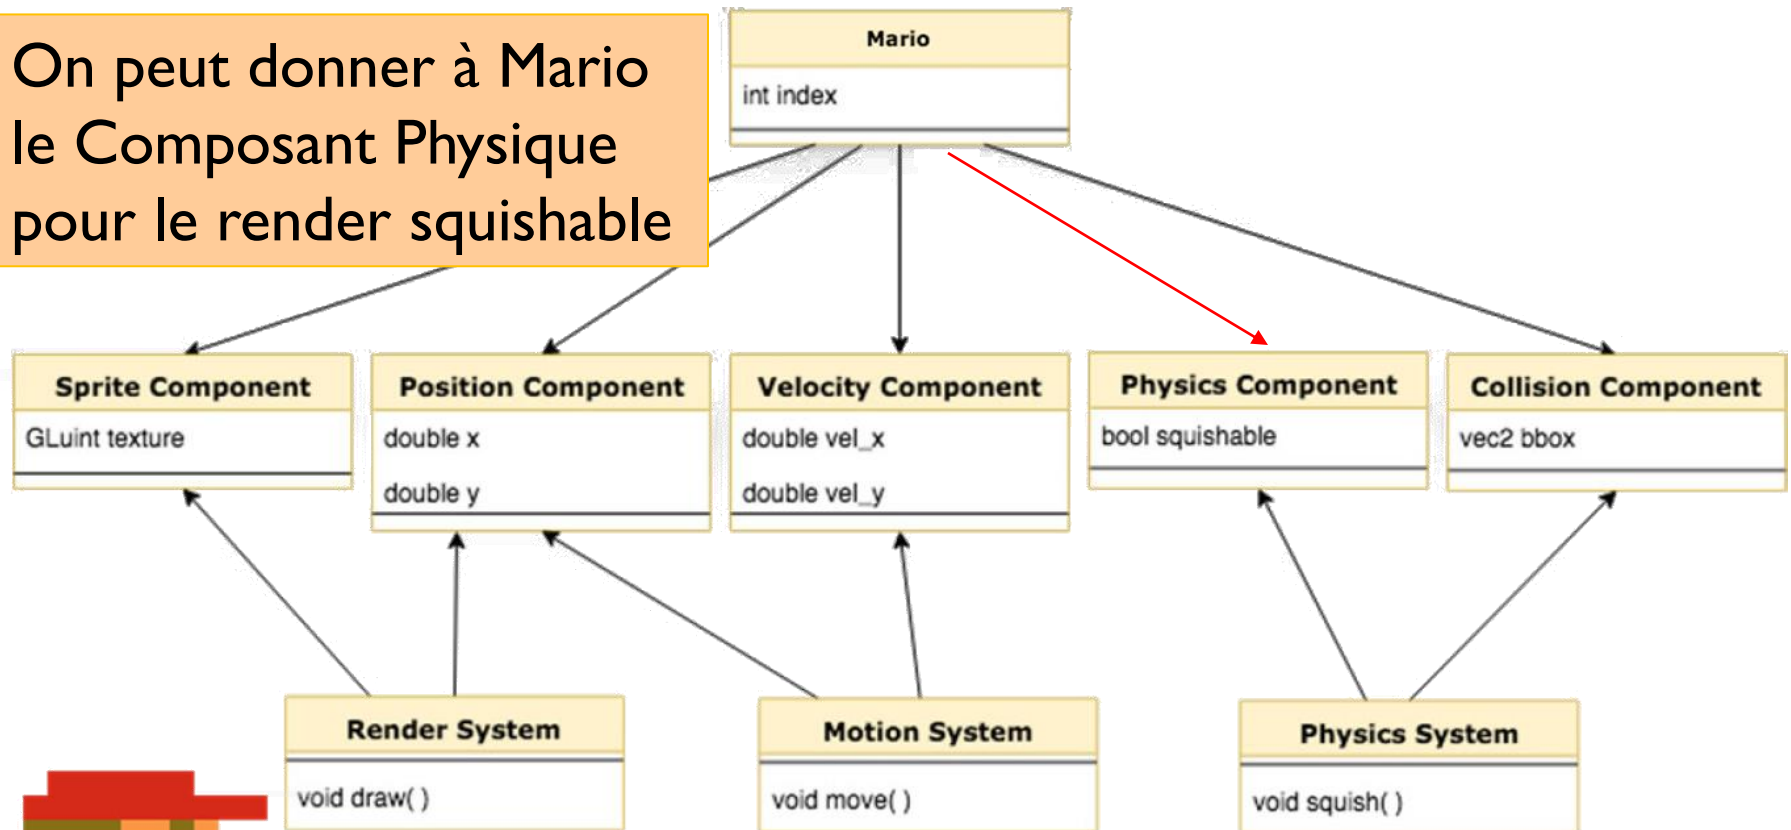 On peut donner à Mario
le Composant Physique
pour le render squishable
Mario
int index
Sprite Component
GLuint texture
Position Component
double x
double y
Velocity Component
double vel_x
double vel_y
Physics Component
bool squishable
Collision Component
vec2 bbox
Render System
void draw( )
Motion System
void move( )
Physics System
void squish( )